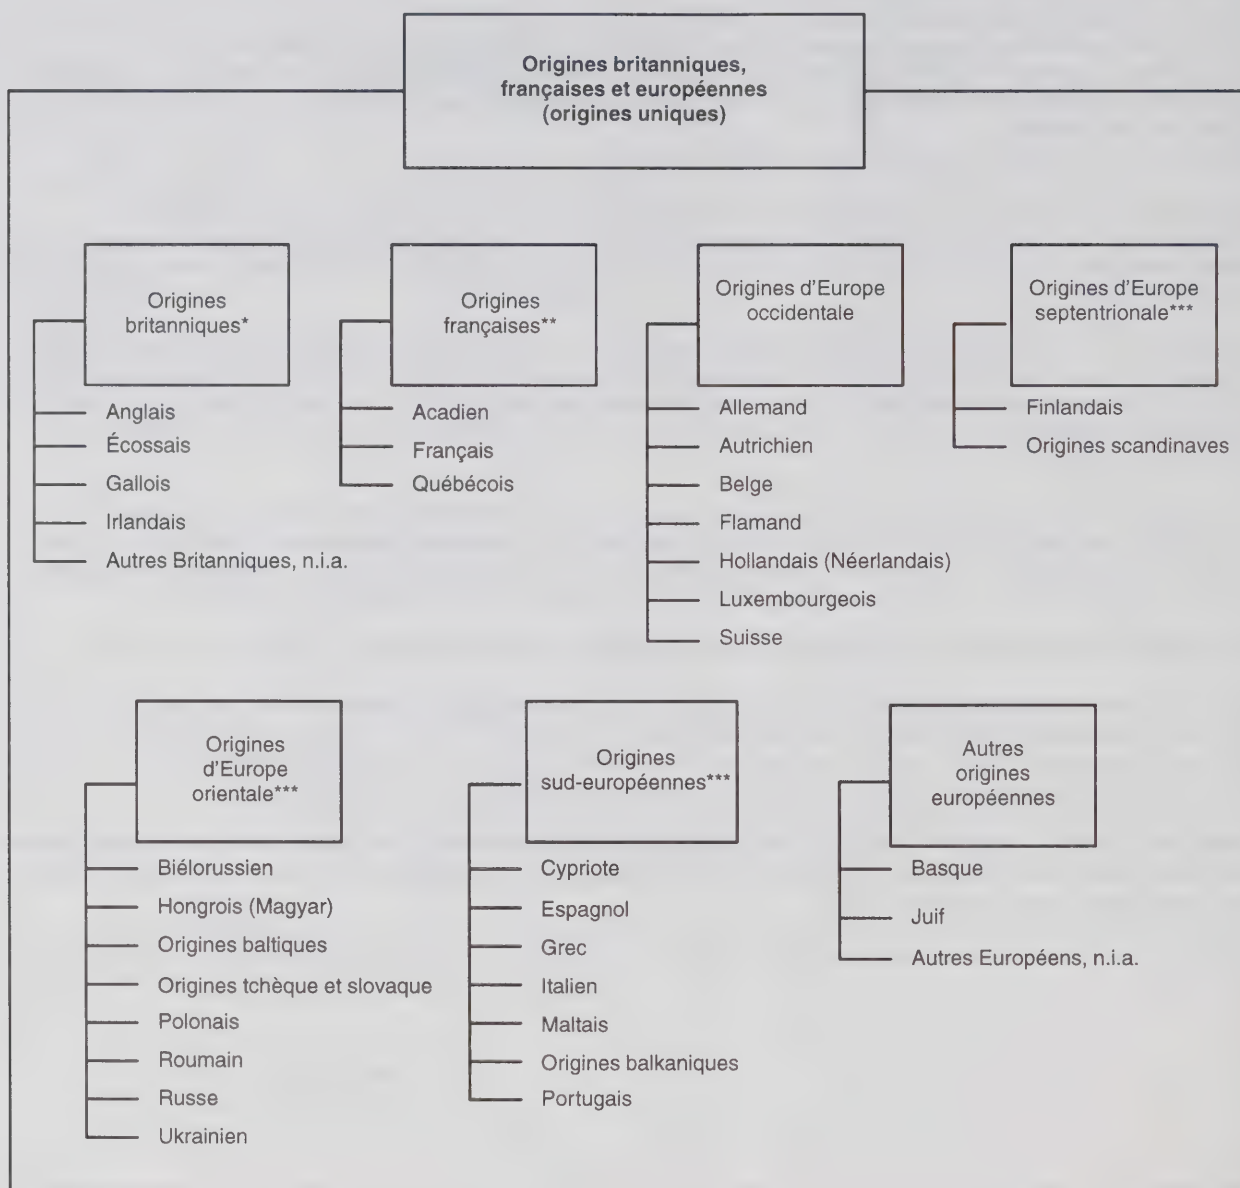 Origines britanniques,
françaises et européennes
(origines uniques)
Origines
britanniques*
Anglais
Écossais
Gallois
Irlandais
Autres Britanniques, n.i.a.
Origines
françaises**
Acadien
Français
Québécois
Origines d'Europe
occidentale
Allemand
Autrichien
Belge
Flamand
Hollandais (Néerlandais)
Luxembourgeois
Suisse
Origines d'Europe
septentrionale***
Finlandais
Origines scandinaves
Origines
d'Europe
orientale***
Biélorussien
Hongrois (Magyar)
Origines baltiques
Origines tchèque et slovaque
Polonais
Roumain
Russe
Ukrainien
Origines
sud-européennes***
Cypriote
Espagnol
Grec
Italien
Maltais
Origines balkaniques
Portugais
Autres
origines
européennes
Basque
Juif
Autres Européens, n.i.a.